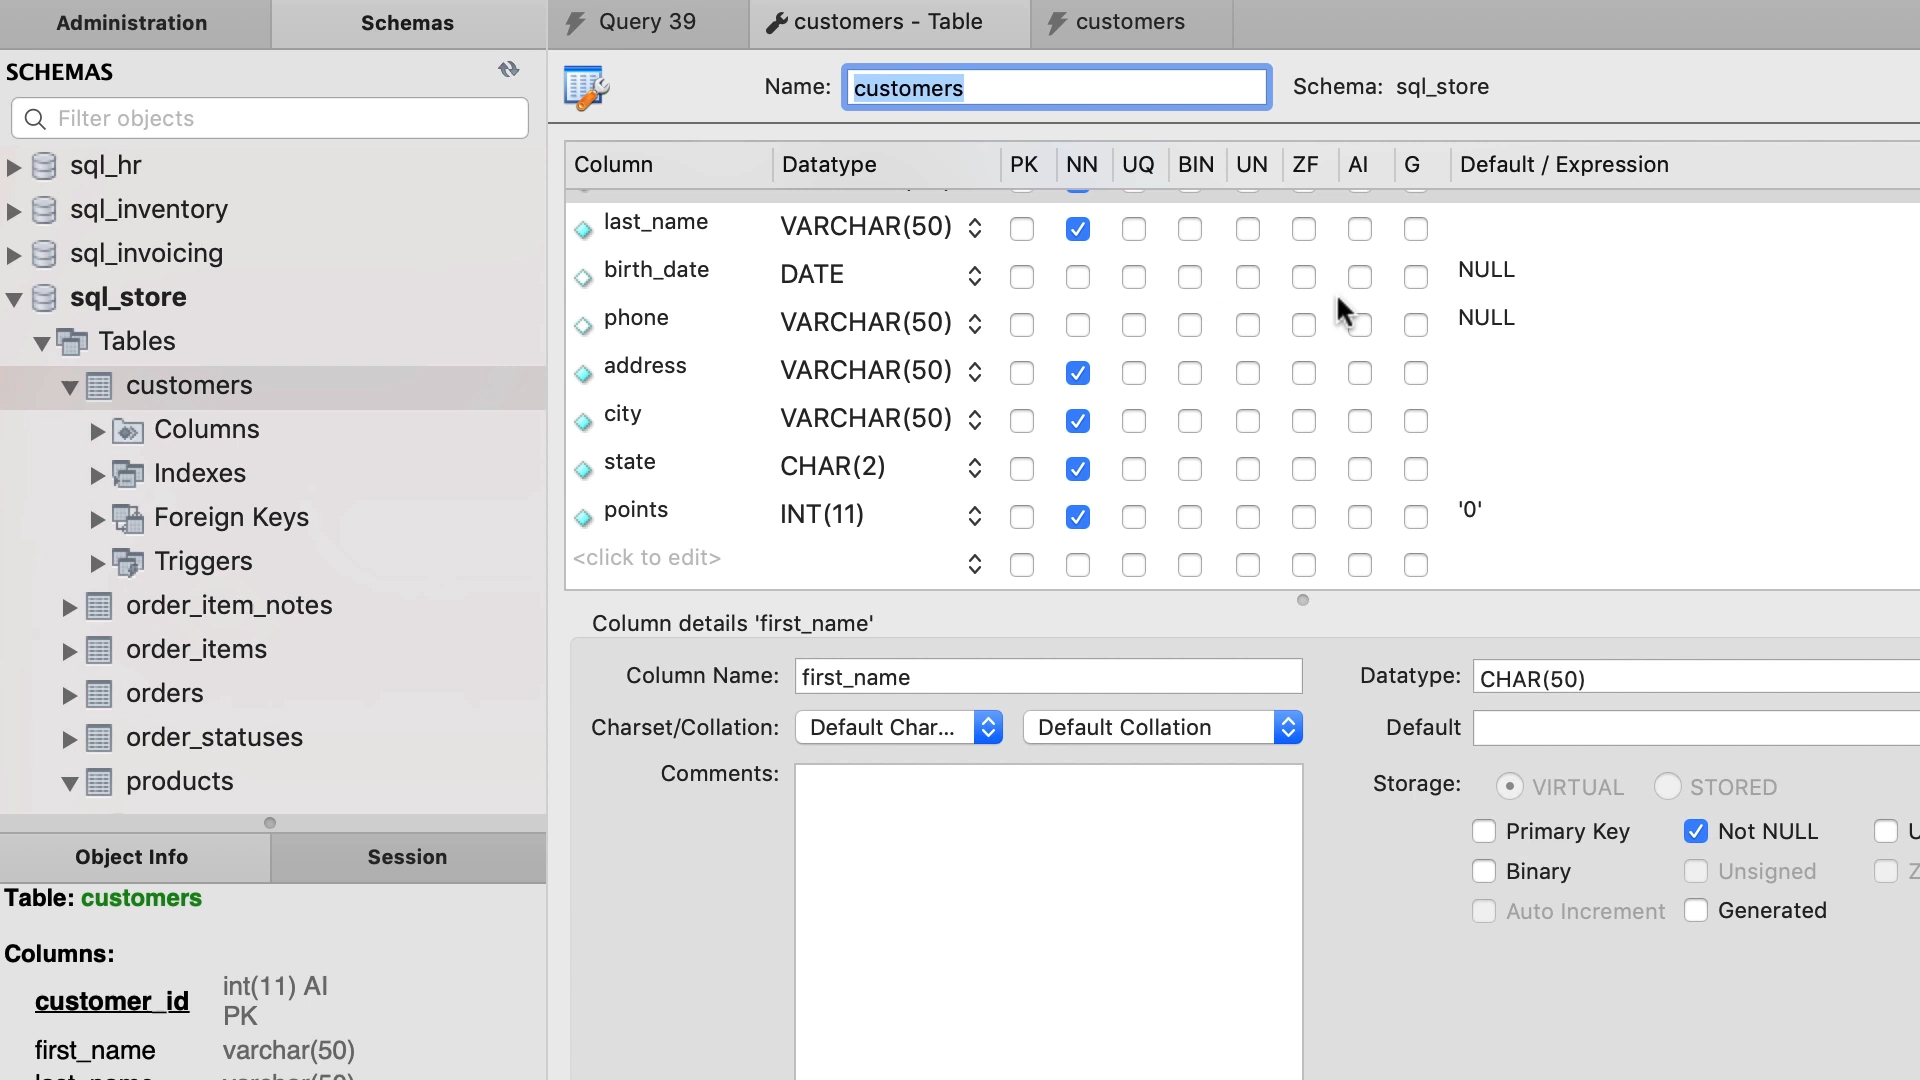 Administration
Schemas
Query 39
customers - Table
customers
SCHEMAS
Filter objects
sql_hr
sql_inventory
sql_invoicing
sql_store
Tables
customers
Columns
Indexes
Foreign Keys
Triggers
order_item_notes
order_items
orders
order_statuses
products
Object Info
Session
Table: customers
Columns:
customer_id int(11) AI PK
first_name varchar(50)
Name: customers
Schema: sql_store
Column Datatype PK NN UQ BIN UN ZF AI G Default / Expression
last_name VARCHAR(50)
birth_date DATE NULL
phone VARCHAR(50) NULL
address VARCHAR(50)
city VARCHAR(50)
state CHAR(2)
points INT(11) '0'
<click to edit>
Column details 'first_name'
Column Name: first_name
Datatype: CHAR(50)
Charset/Collation: Default Char... Default Collation
Default
Comments:
Storage: VIRTUAL STORED
Primary Key Not NULL U
Binary Unsigned Z
Auto Increment Generated